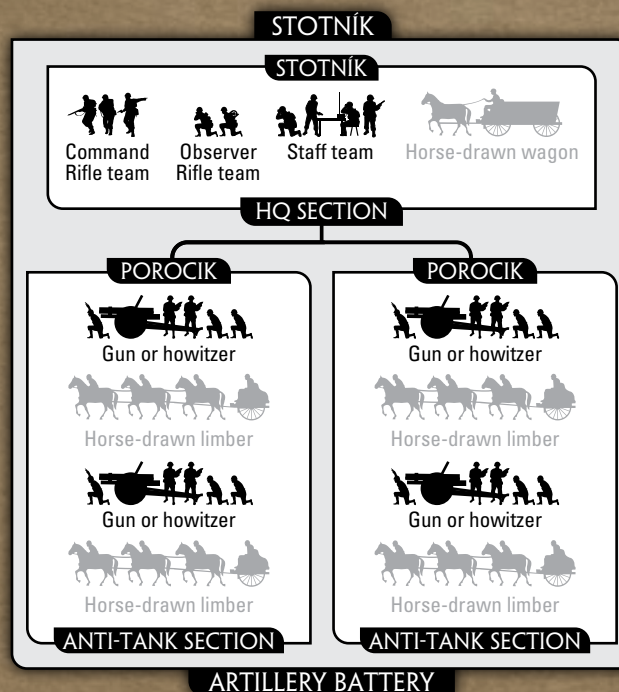 STOTNÍK
STOTNÍK
Command
Rifle team
Observer
Rifle team
Staff team
Horse-drawn wagon
HQ SECTION
POROCIK
Gun or howitzer
Horse-drawn limber
Gun or howitzer
Horse-drawn limber
ANTI-TANK SECTION
POROCIK
Gun or howitzer
Horse-drawn limber
Gun or howitzer
Horse-drawn limber
ANTI-TANK SECTION
ARTILLERY BATTERY